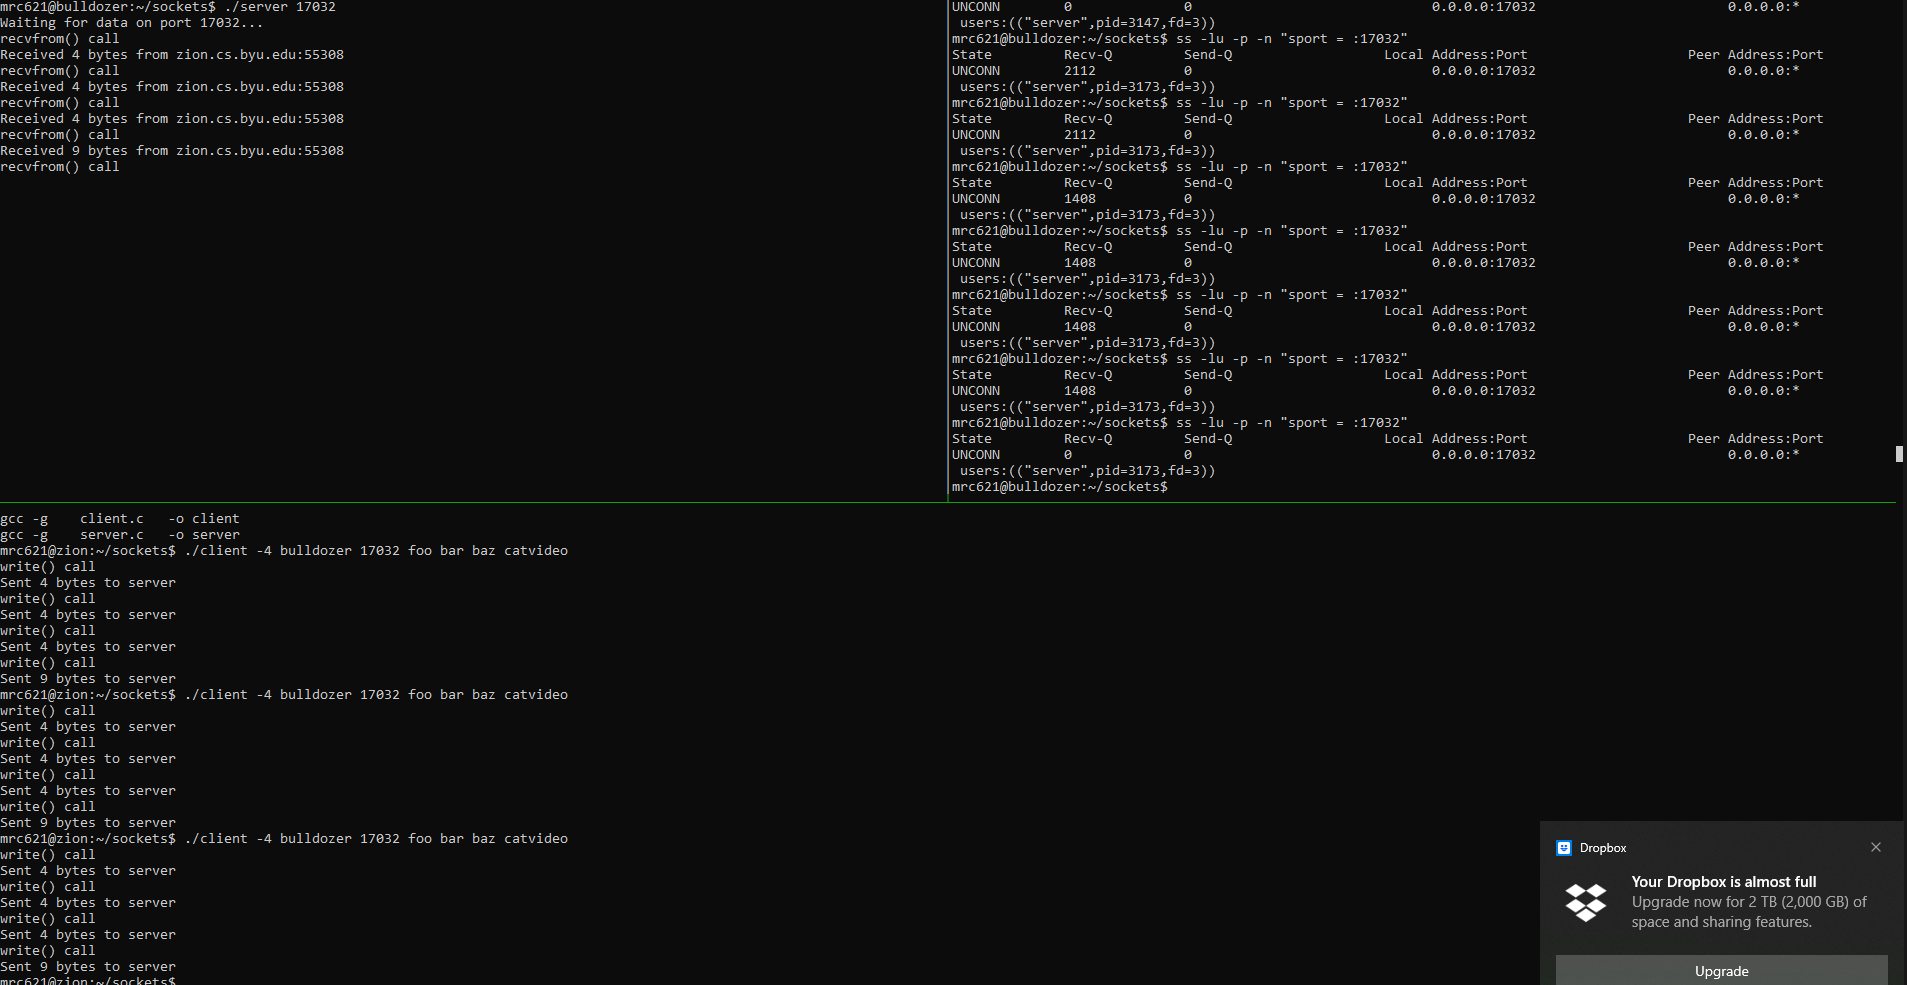 mrc621@bulldozer:~/sockets$ ./server 17032
Waiting for data on port 17032...
recvfrom() call
Received 4 bytes from zion.cs.byu.edu:55308
recvfrom() call
Received 4 bytes from zion.cs.byu.edu:55308
recvfrom() call
Received 4 bytes from zion.cs.byu.edu:55308
recvfrom() call
Received 9 bytes from zion.cs.byu.edu:55308
recvfrom() call
UNCONN 0 0 0.0.0.0:17032 0.0.0.0:*
users:(("server",pid=3147,fd=3))
mrc621@bulldozer:~/sockets$ ss -lu -p -n "sport = :17032"
State Recv-Q Send-Q Local Address:Port Peer Address:Port
UNCONN 2112 0 0.0.0.0:17032 0.0.0.0:*
users:(("server",pid=3173,fd=3))
mrc621@bulldozer:~/sockets$ ss -lu -p -n "sport = :17032"
State Recv-Q Send-Q Local Address:Port Peer Address:Port
UNCONN 2112 0 0.0.0.0:17032 0.0.0.0:*
users:(("server",pid=3173,fd=3))
mrc621@bulldozer:~/sockets$ ss -lu -p -n "sport = :17032"
State Recv-Q Send-Q Local Address:Port Peer Address:Port
UNCONN 1408 0 0.0.0.0:17032 0.0.0.0:*
users:(("server",pid=3173,fd=3))
mrc621@bulldozer:~/sockets$ ss -lu -p -n "sport = :17032"
State Recv-Q Send-Q Local Address:Port Peer Address:Port
UNCONN 1408 0 0.0.0.0:17032 0.0.0.0:*
users:(("server",pid=3173,fd=3))
mrc621@bulldozer:~/sockets$ ss -lu -p -n "sport = :17032"
State Recv-Q Send-Q Local Address:Port Peer Address:Port
UNCONN 1408 0 0.0.0.0:17032 0.0.0.0:*
users:(("server",pid=3173,fd=3))
mrc621@bulldozer:~/sockets$ ss -lu -p -n "sport = :17032"
State Recv-Q Send-Q Local Address:Port Peer Address:Port
UNCONN 1408 0 0.0.0.0:17032 0.0.0.0:*
users:(("server",pid=3173,fd=3))
mrc621@bulldozer:~/sockets$ ss -lu -p -n "sport = :17032"
State Recv-Q Send-Q Local Address:Port Peer Address:Port
UNCONN 0 0 0.0.0.0:17032 0.0.0.0:*
users:(("server",pid=3173,fd=3))
mrc621@bulldozer:~/sockets$
gcc -g client.c -o client
gcc -g server.c -o server
mrc621@zion:~/sockets$ ./client -4 bulldozer 17032 foo bar baz catvideo
write() call
Sent 4 bytes to server
write() call
Sent 4 bytes to server
write() call
Sent 4 bytes to server
write() call
Sent 9 bytes to server
mrc621@zion:~/sockets$ ./client -4 bulldozer 17032 foo bar baz catvideo
write() call
Sent 4 bytes to server
write() call
Sent 4 bytes to server
write() call
Sent 4 bytes to server
write() call
Sent 9 bytes to server
mrc621@zion:~/sockets$ ./client -4 bulldozer 17032 foo bar baz catvideo
write() call
Sent 4 bytes to server
write() call
Sent 4 bytes to server
write() call
Sent 4 bytes to server
write() call
Sent 9 bytes to server
mrc621@zion:~/sockets$
Dropbox
Your Dropbox is almost full
Upgrade now for 2 TB (2,000 GB) of
space and sharing features.
Upgrade